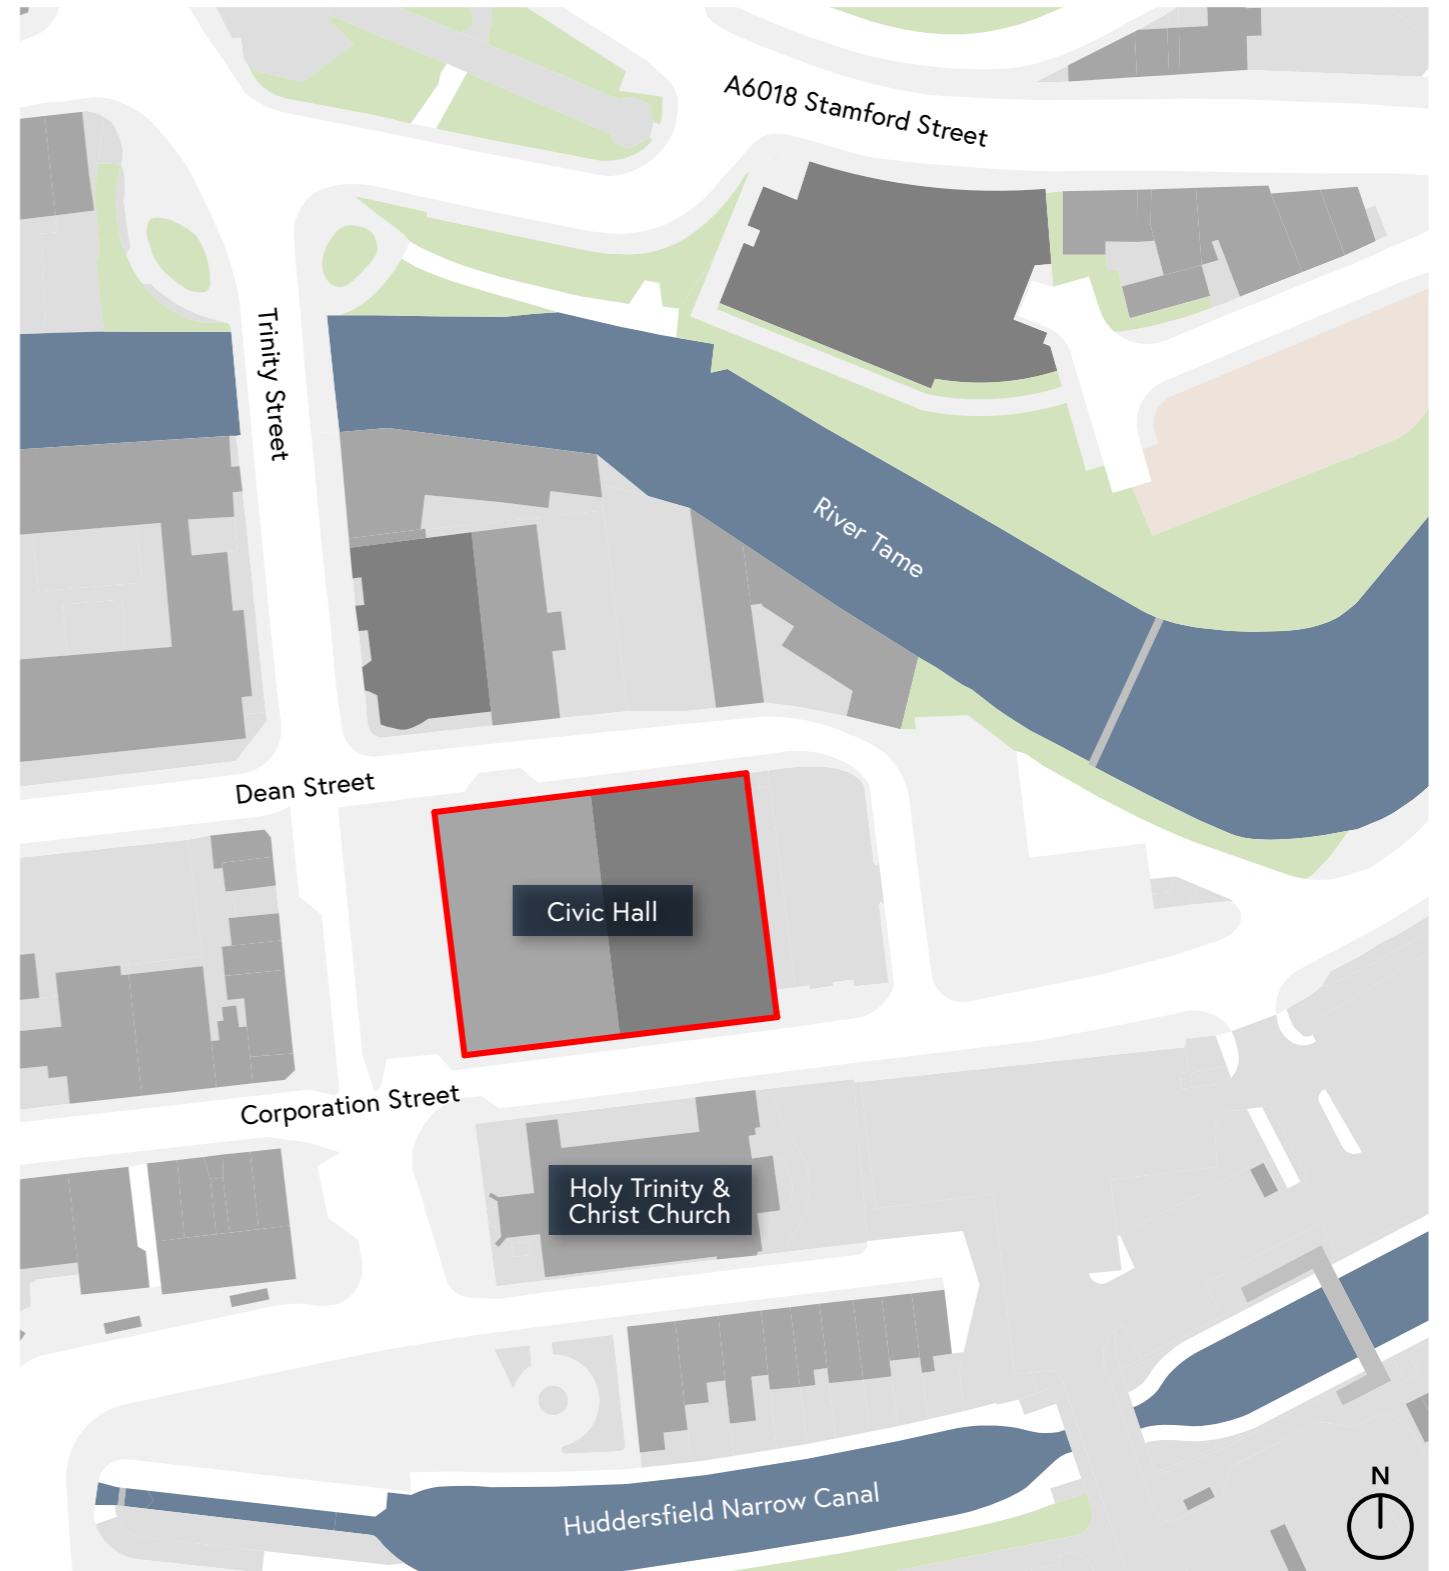 A6018 Stamford Street
Trinity Street
River Tame
Dean Street
Civic Hall
Corporation Street
Holy Trinity &
Christ Church
N
Huddersfield Narrow Canal